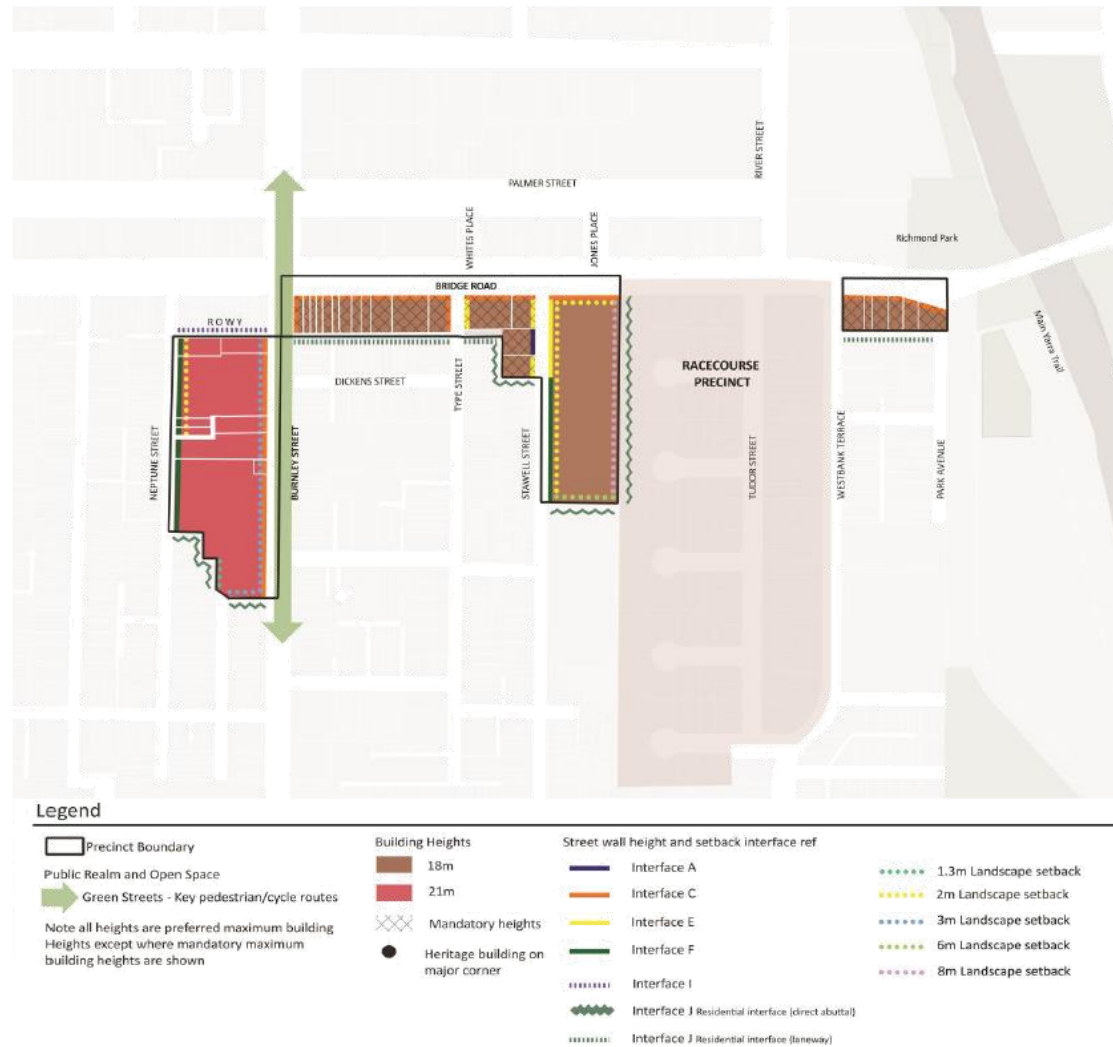 RIVER STREET
PALMER STREET
WHITES PLACE
JONES PLACE
Richmond Park
BRIDGE ROAD
R O W Y
Main Yarra Trail
RACECOURSE
PRECINCT
DICKENS STREET
TYPE STREET
NEPTUNE STREET
BURNLEY STREET
STAWELL STREET
TUDOR STREET
WESTBANK TERRACE
PARK AVENUE
Legend
Precinct Boundary
Public Realm and Open Space
Green Streets - Key pedestrian/cycle routes
Note all heights are preferred maximum building
Heights except where mandatory maximum
building heights are shown
Building Heights
18m
21m
Mandatory heights
Heritage building on
major corner
Street wall height and setback interface ref
Interface A
Interface C
Interface E
Interface F
Interface I
Interface J Residential interface (direct abuttal)
Interface J Residential interface (laneway)
1.3m Landscape setback
2m Landscape setback
3m Landscape setback
6m Landscape setback
8m Landscape setback